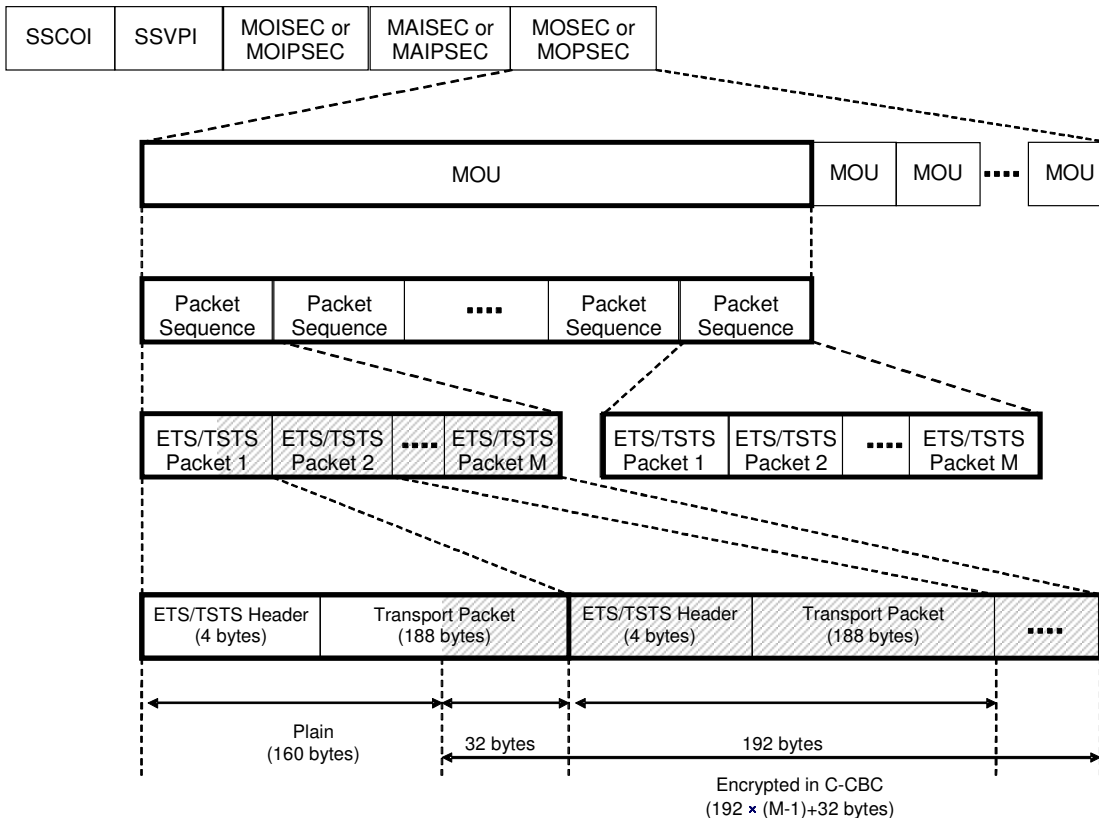 SSCOI
SSVPI
MOISEC or
MOIPSEC
MAISEC or
MAIPSEC
MOSEC or
MOPSEC
MOU
MOU
MOU
....
MOU
Packet
Sequence
Packet
Sequence
....
Packet
Sequence
Packet
Sequence
ETS/TSTS
Packet 1
ETS/TSTS
Packet 2
....
ETS/TSTS
Packet M
ETS/TSTS
Packet 1
ETS/TSTS
Packet 2
....
ETS/TSTS
Packet M
ETS/TSTS Header
(4 bytes)
Transport Packet
(188 bytes)
ETS/TSTS Header
(4 bytes)
Transport Packet
(188 bytes)
....
Plain
(160 bytes)
32 bytes
192 bytes
Encrypted in C-CBC
(192 × (M-1)+32 bytes)